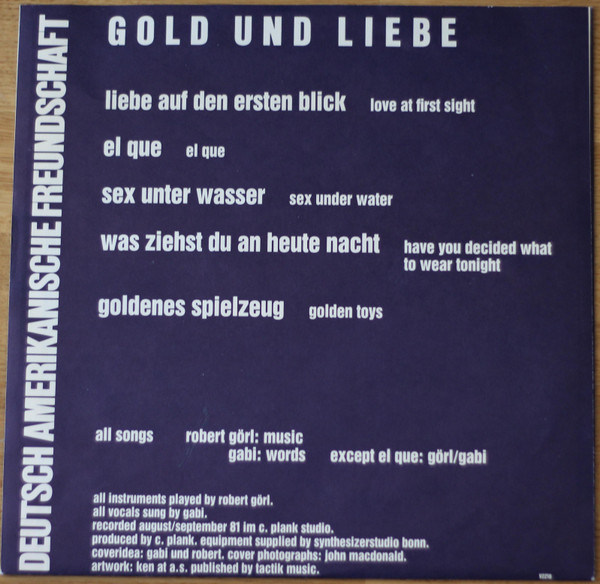 GOLD UND LIEBE
DEUTSCH AMERIKANISCHE FREUNDSCHAFT
liebe auf den ersten blick love at first sight
el que el que
sex unter wasser sex under water
was ziehst du an heute nacht have you decided what
to wear tonight
goldenes spielzeug golden toys
all songs robert görl: music
gabi: words except el que: görl/gabi
all instruments played by robert görl.
all vocals sung by gabi.
recorded august/september 81 im c. plank studio.
produced by c. plank. equipment supplied by synthesizerstudio bonn.
coveridea: gabi und robert. cover photographs: john macdonald.
artwork: ken at a.s. published by tactik music.